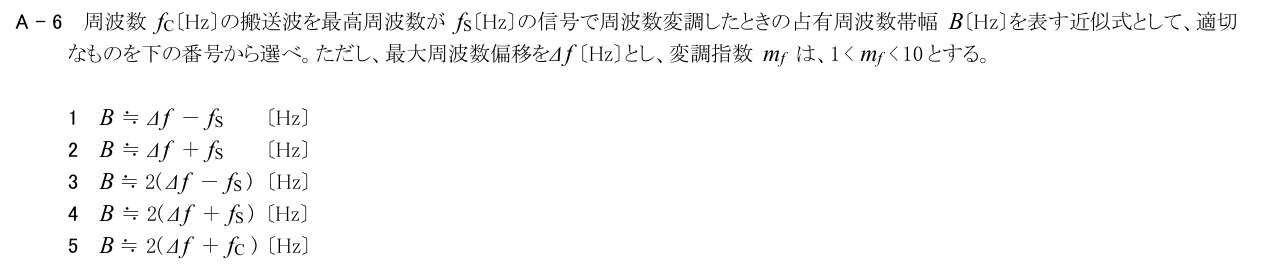 A － 6　周波数 fC〔Hz〕の搬送波を最高周波数が fS〔Hz〕の信号で周波数変調したときの占有周波数帯幅 B〔Hz〕を表す近似式として、適切
なものを下の番号から選べ。ただし、最大周波数偏移をΔf〔Hz〕とし、変調指数 mf は、1＜mf＜10とする。
1　B ≒ Δf － fS　〔Hz〕
2　B ≒ Δf ＋ fS　〔Hz〕
3　B ≒ 2(Δf － fS)〔Hz〕
4　B ≒ 2(Δf ＋ fS)〔Hz〕
5　B ≒ 2(Δf ＋ fC)〔Hz〕